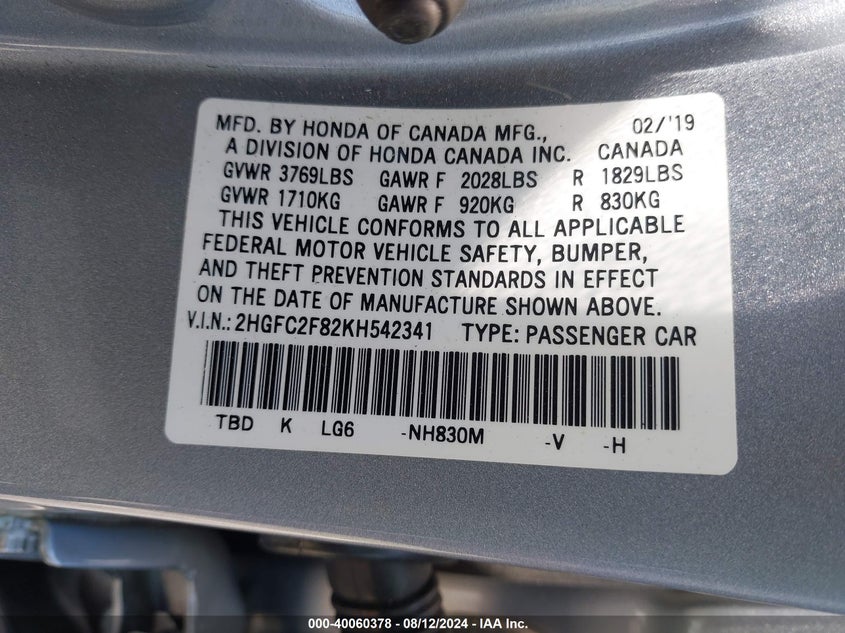 MFD. BY HONDA OF CANADA MFG., 02/'19
A DIVISION OF HONDA CANADA INC. CANADA
GVWR 3769LBS GAWR F 2028LBS R 1829LBS
GVWR 1710KG GAWR F 920KG R 830KG
THIS VEHICLE CONFORMS TO ALL APPLICABLE
FEDERAL MOTOR VEHICLE SAFETY, BUMPER,
AND THEFT PREVENTION STANDARDS IN EFFECT
ON THE DATE OF MANUFACTURE SHOWN ABOVE.
V.I.N.: 2HGFC2F82KH542341 TYPE: PASSENGER CAR
TBD K LG6 -NH830M -V -H
000-40060378 - 08/12/2024 - IAA Inc.